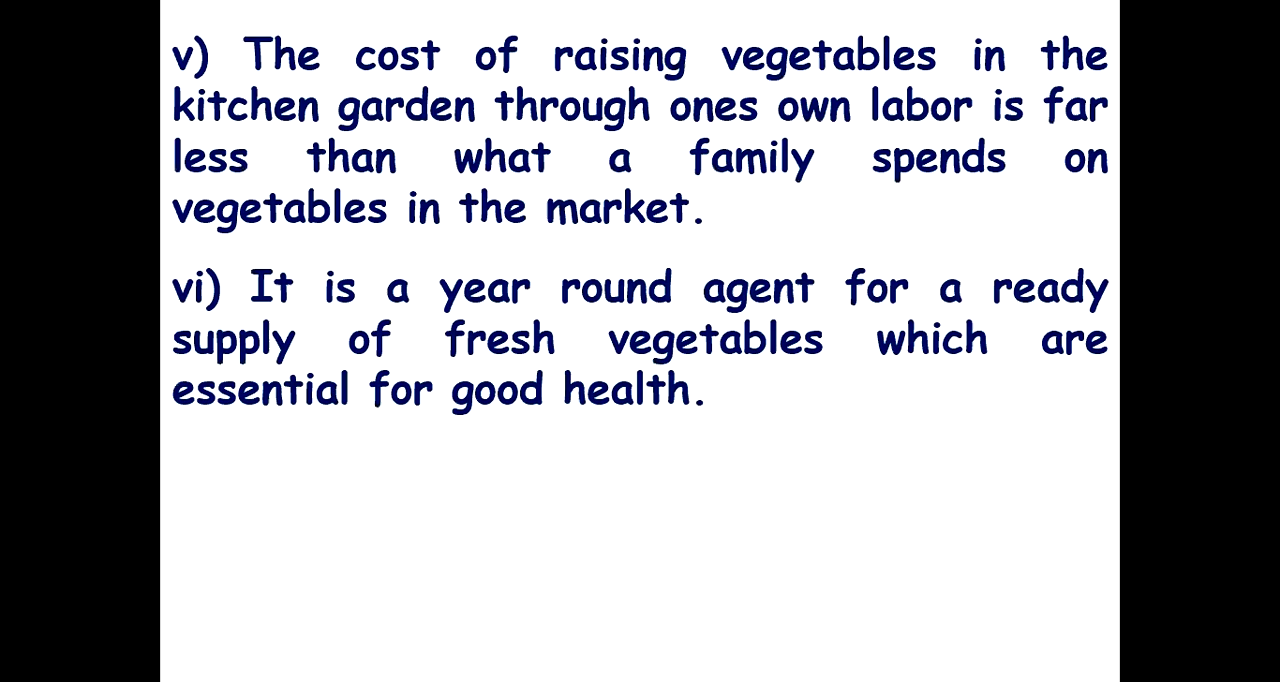 v) The cost of raising vegetables in the
kitchen garden through ones own labor is far
less than what a family spends on
vegetables in the market.
vi) It is a year round agent for a ready
supply of fresh vegetables which are
essential for good health.